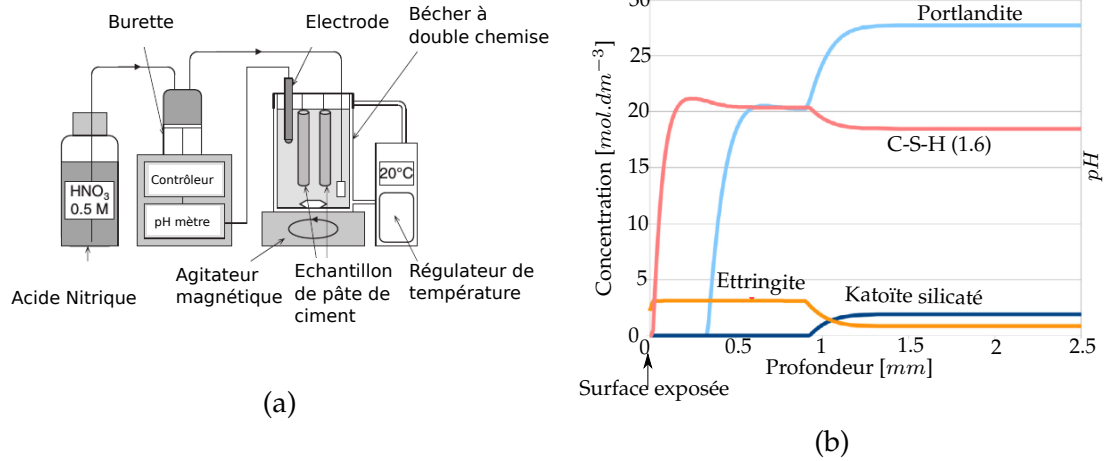 Burette
Electrode
Bécher à
double chemise
HNO3
0.5 M
Contrôleur
pH mètre
20°C
Acide Nitrique
Agitateur
magnétique
Echantillon
de pâte de
ciment
Régulateur de
température
(a)
30
25
20
15
10
5
0
Concentration [mol.dm−3]
Portlandite
C-S-H (1.6)
Ettringite
Katoïte silicaté
pH
0
0.5
1
1.5
2
2.5
Profondeur [mm]
Surface exposée
(b)